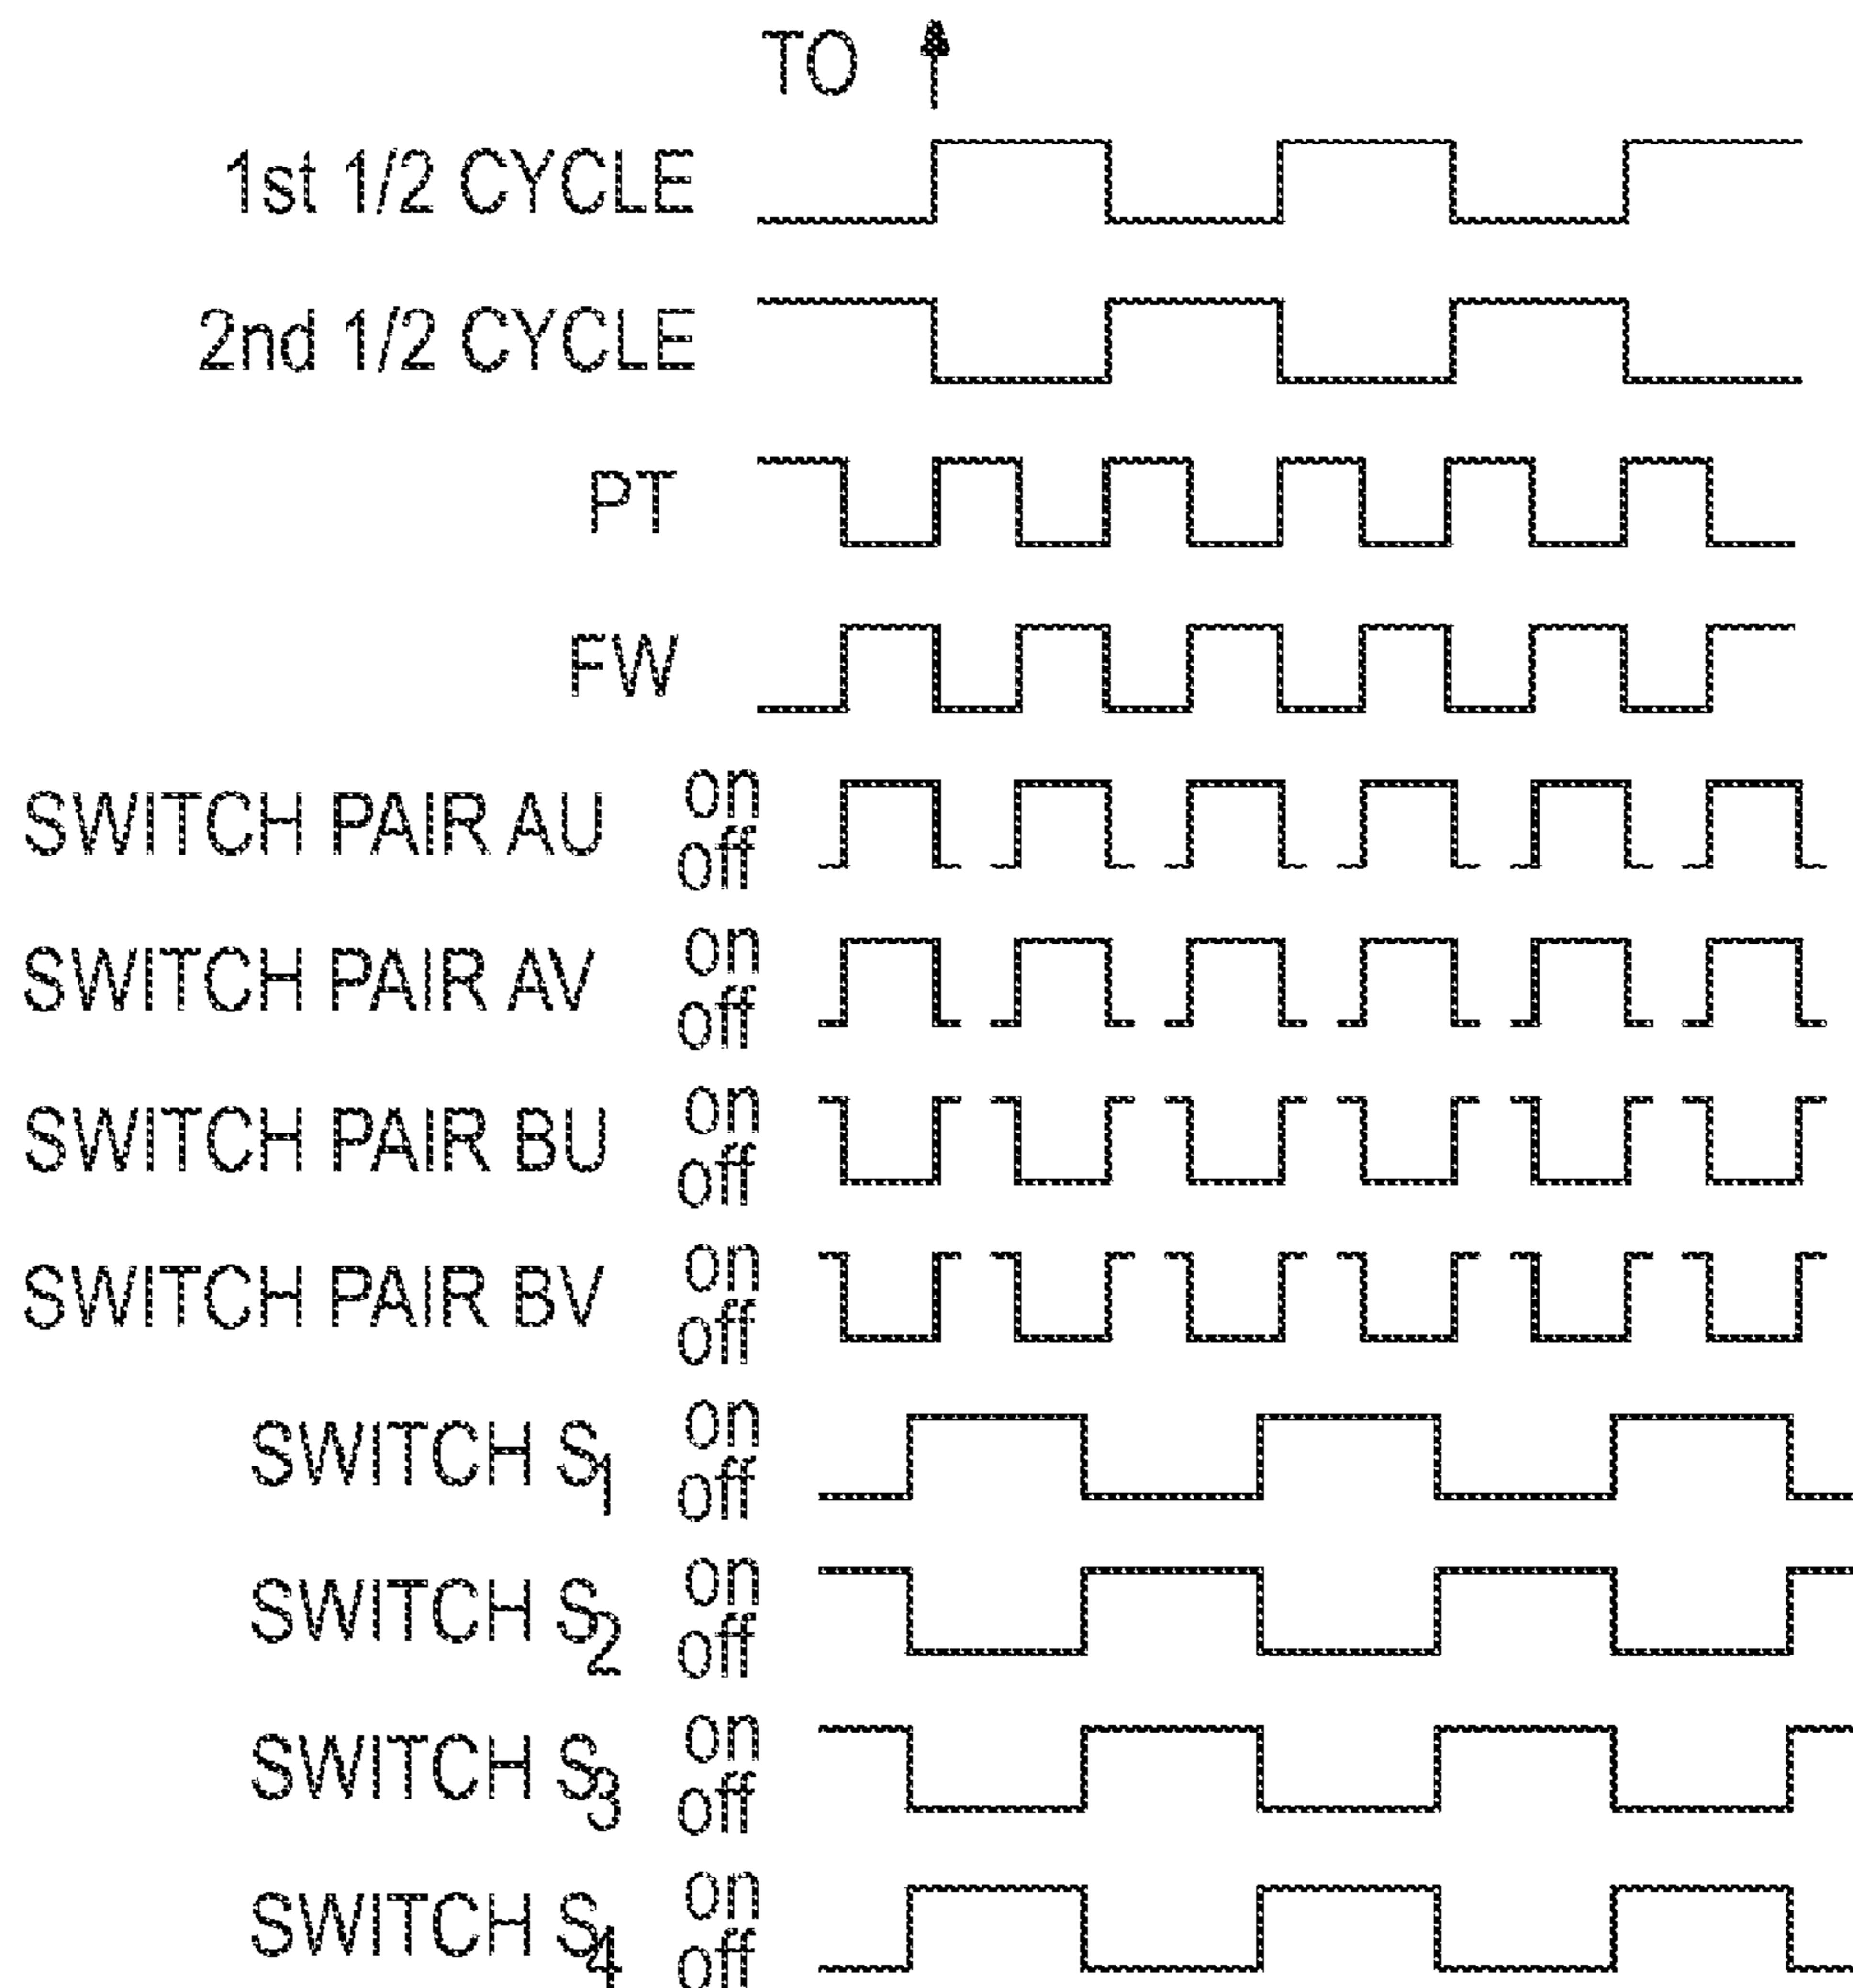 TO
1st 1/2 CYCLE
2nd 1/2 CYCLE
PT
FW
SWITCH PAIR AU on
off
SWITCH PAIR AV on
off
SWITCH PAIR BU on
off
SWITCH PAIR BV on
off
SWITCH S1 on
off
SWITCH S2 on
off
SWITCH S3 on
off
SWITCH S4 on
off